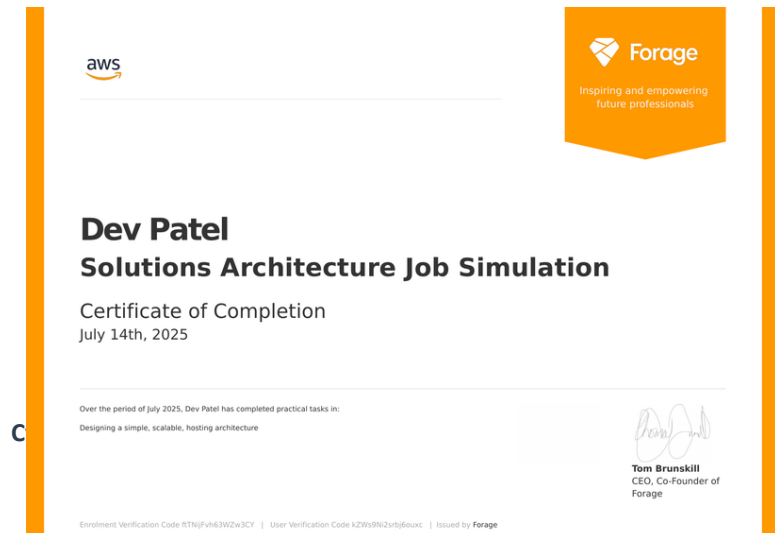 aws
Forage
Inspiring and empowering
future professionals
Dev Patel
Solutions Architecture Job Simulation
Certificate of Completion
July 14th, 2025
Over the period of July 2025, Dev Patel has completed practical tasks in:
Designing a simple, scalable, hosting architecture
C
Tom Brunskill
CEO, Co-Founder of
Forage
Enrolment Verification Code ftTNijFvh63WZw3CY | User Verification Code kZWs9Ni2srbj6ouxc | Issued by Forage